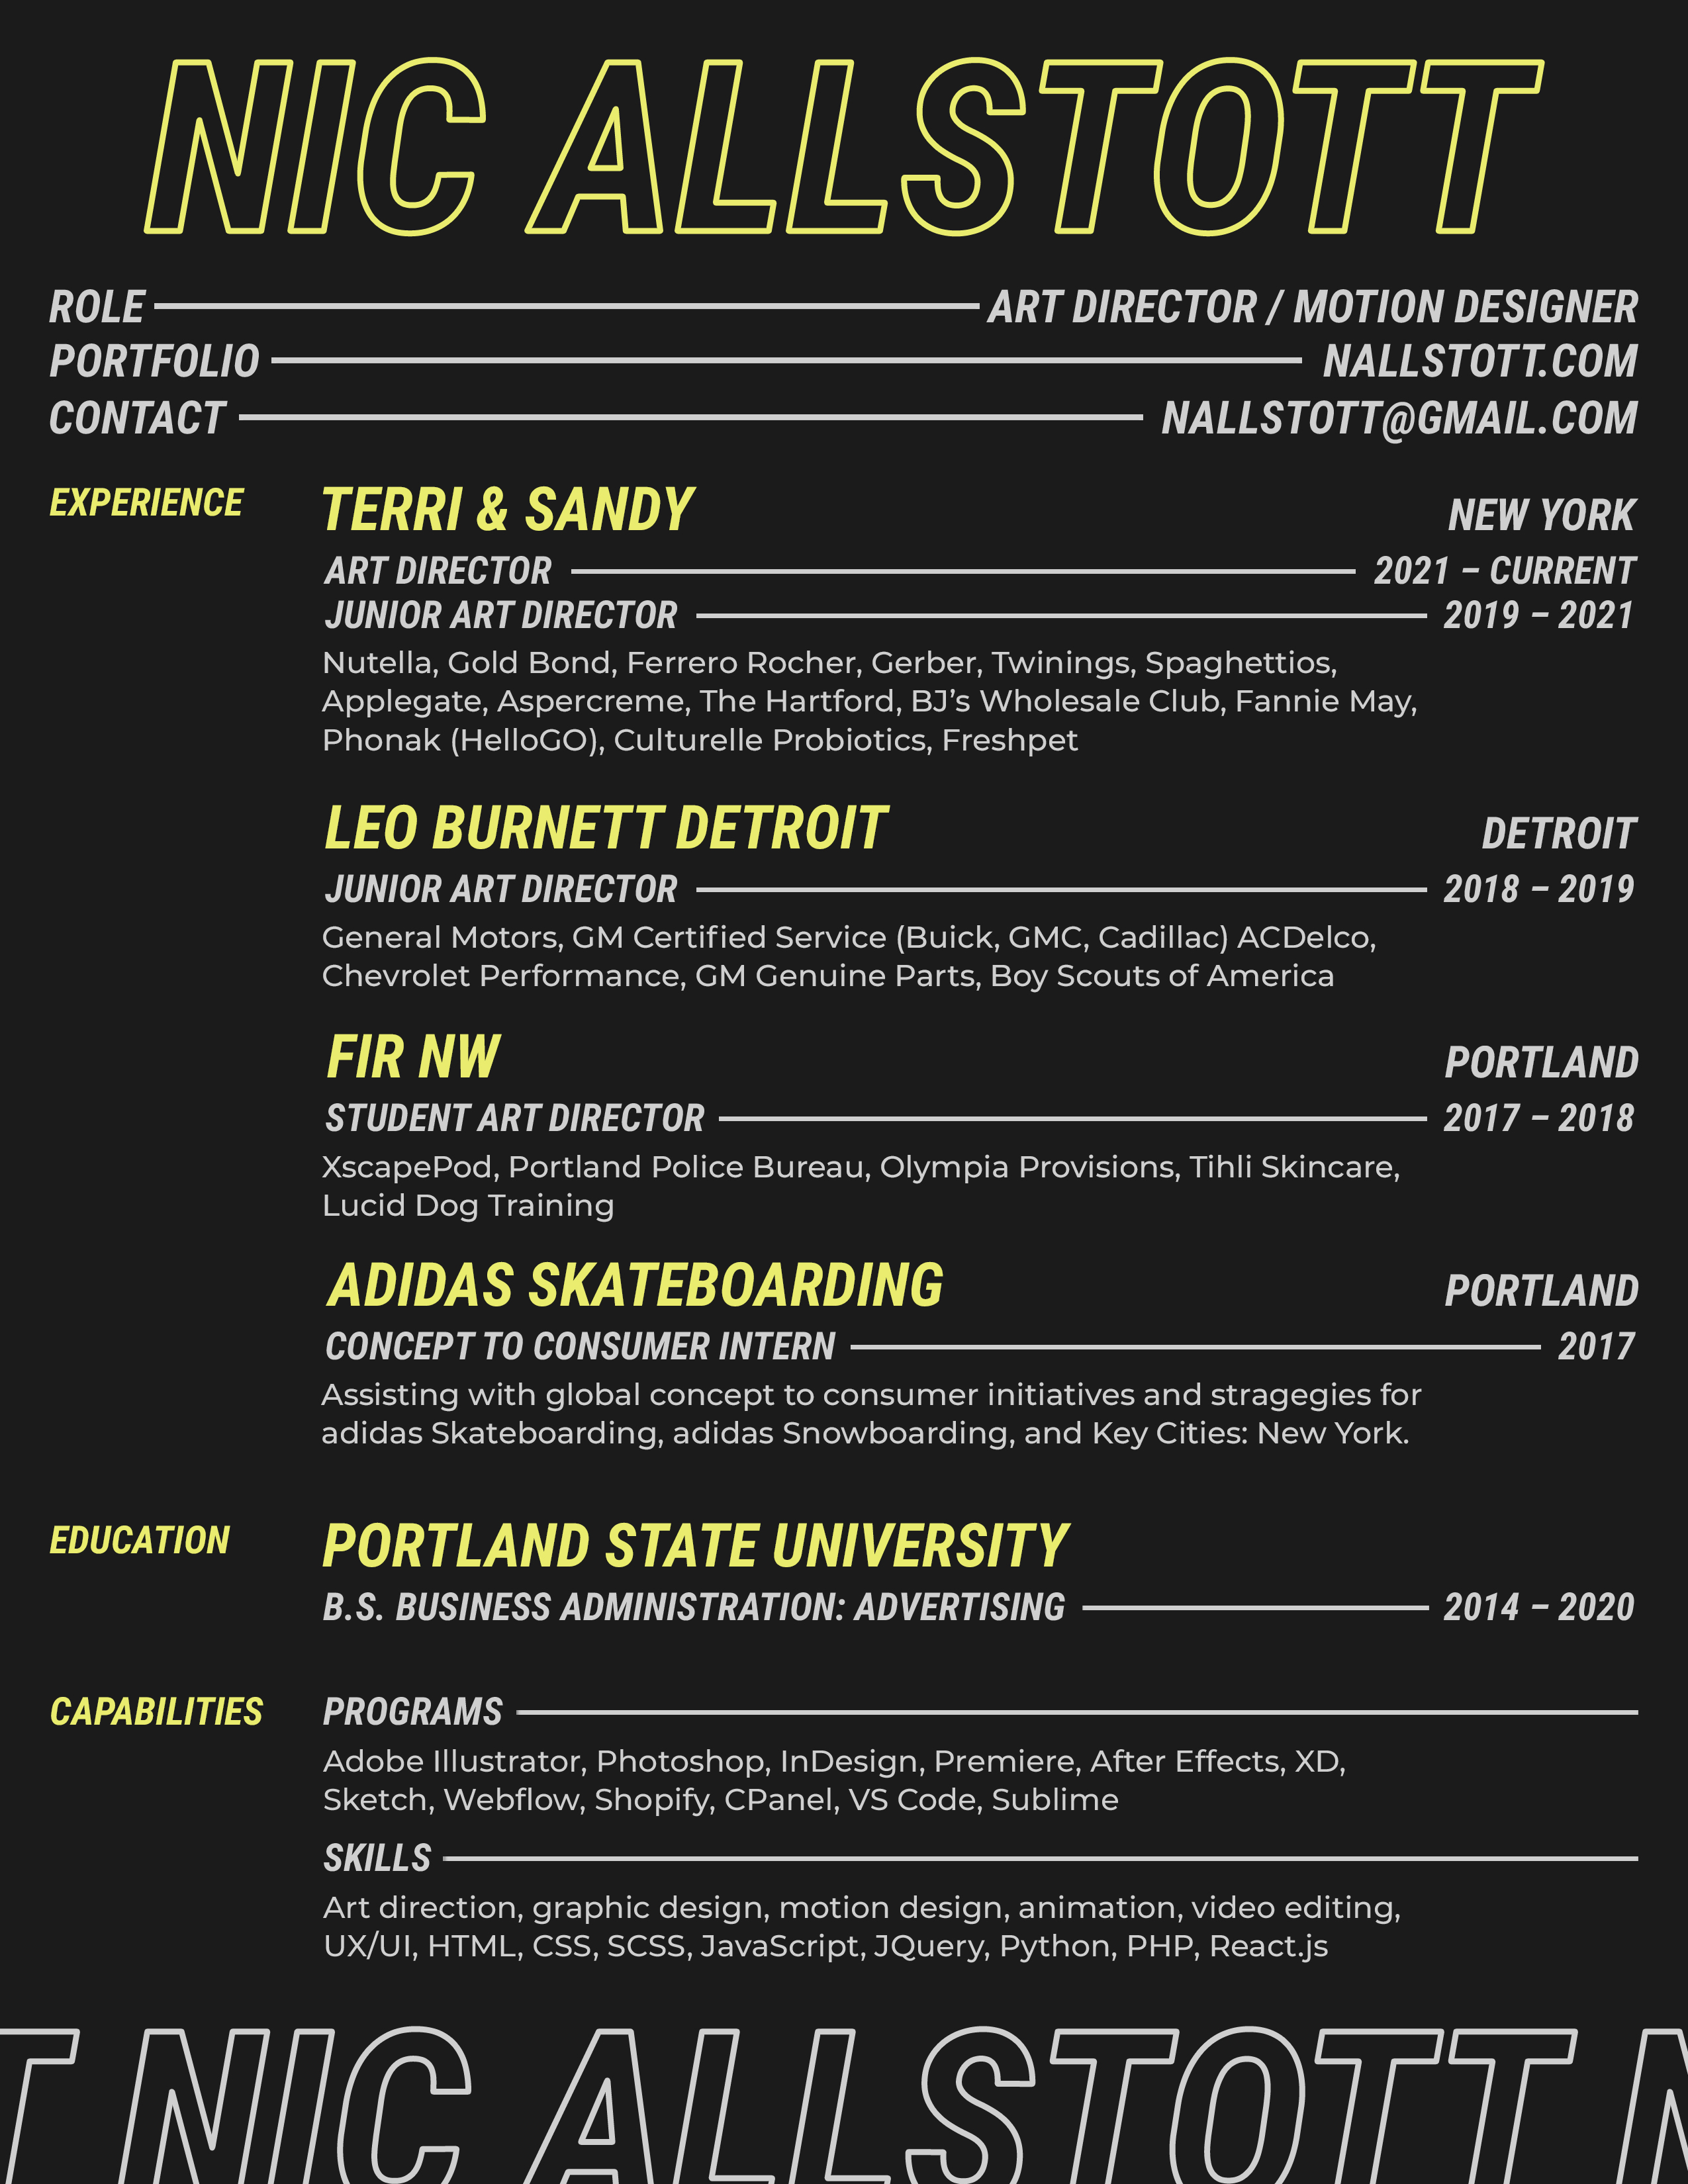 NIC ALLSTOTT
ROLE ART DIRECTOR / MOTION DESIGNER
PORTFOLIO NALLSTOTT.COM
CONTACT NALLSTOTT@GMAIL.COM
EXPERIENCE TERRI & SANDY NEW YORK
ART DIRECTOR 2021 – CURRENT
JUNIOR ART DIRECTOR 2019 – 2021
Nutella, Gold Bond, Ferrero Rocher, Gerber, Twinings, Spaghettios,
Applegate, Aspercreme, The Hartford, BJ’s Wholesale Club, Fannie May,
Phonak (HelloGO), Culturelle Probiotics, Freshpet
LEO BURNETT DETROIT DETROIT
JUNIOR ART DIRECTOR 2018 – 2019
General Motors, GM Certified Service (Buick, GMC, Cadillac) ACDelco,
Chevrolet Performance, GM Genuine Parts, Boy Scouts of America
FIR NW PORTLAND
STUDENT ART DIRECTOR 2017 – 2018
XscapePod, Portland Police Bureau, Olympia Provisions, Tihli Skincare,
Lucid Dog Training
ADIDAS SKATEBOARDING PORTLAND
CONCEPT TO CONSUMER INTERN 2017
Assisting with global concept to consumer initiatives and stragegies for
adidas Skateboarding, adidas Snowboarding, and Key Cities: New York.
EDUCATION PORTLAND STATE UNIVERSITY
B.S. BUSINESS ADMINISTRATION: ADVERTISING 2014 – 2020
CAPABILITIES PROGRAMS
Adobe Illustrator, Photoshop, InDesign, Premiere, After Effects, XD,
Sketch, Webflow, Shopify, CPanel, VS Code, Sublime
SKILLS
Art direction, graphic design, motion design, animation, video editing,
UX/UI, HTML, CSS, SCSS, JavaScript, JQuery, Python, PHP, React.js
T NIC ALLSTOTT N